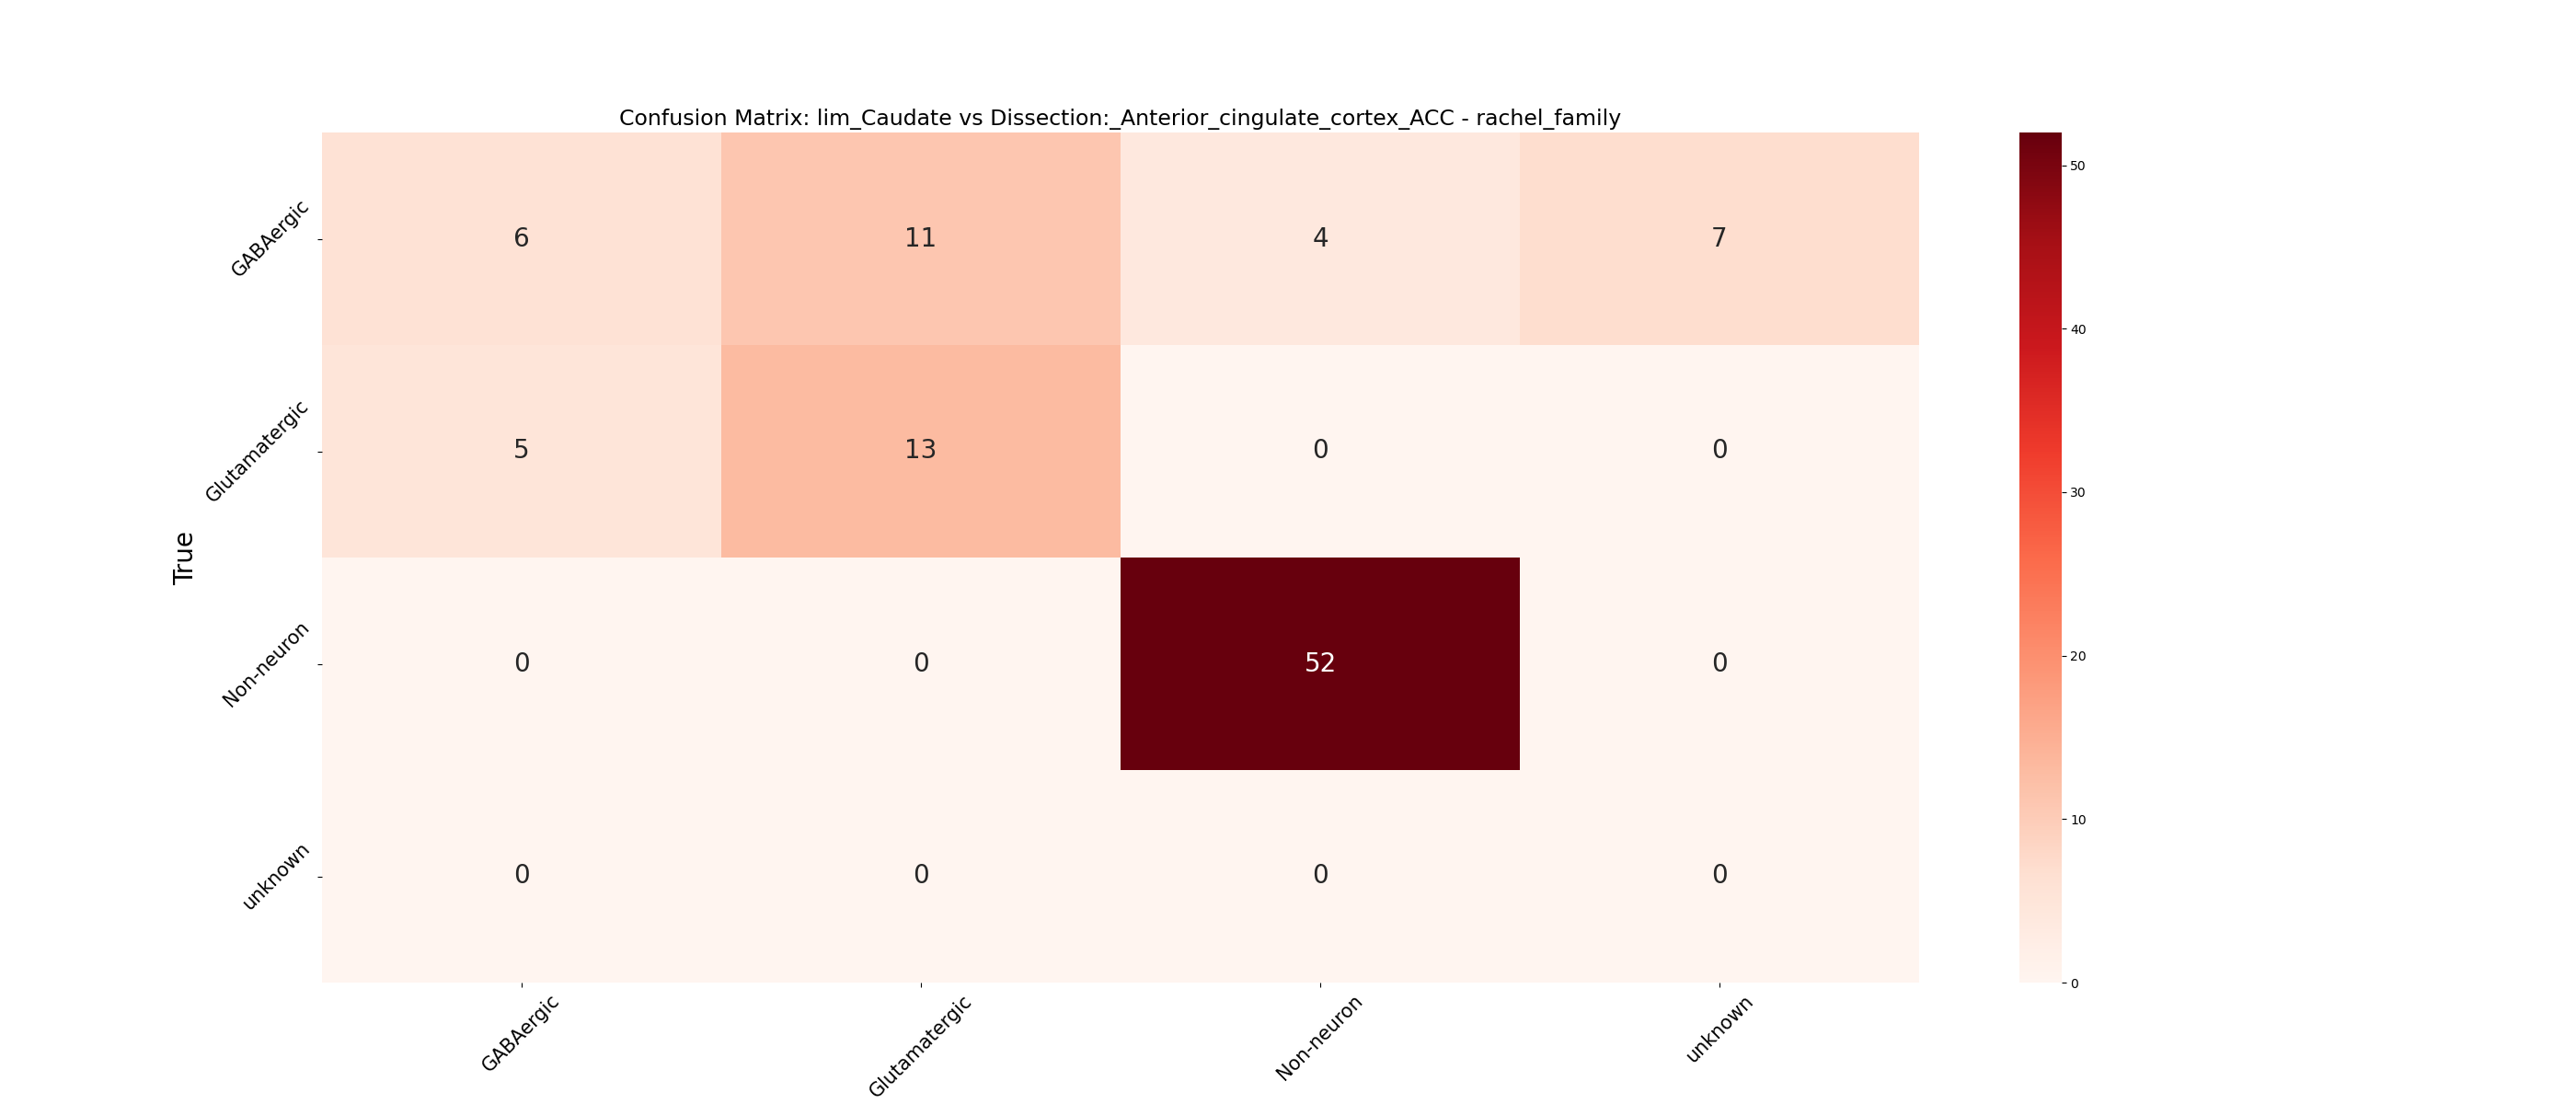 Confusion Matrix: lim_Caudate vs Dissection:_Anterior_cingulate_cortex_ACC - rachel_family
True
GABAergic
6 11 4 7
Glutamatergic
5 13 0 0
Non-neuron
0 0 52 0
unknown
0 0 0 0
GABAergic Glutamatergic Non-neuron unknown
50
40
30
20
10
0